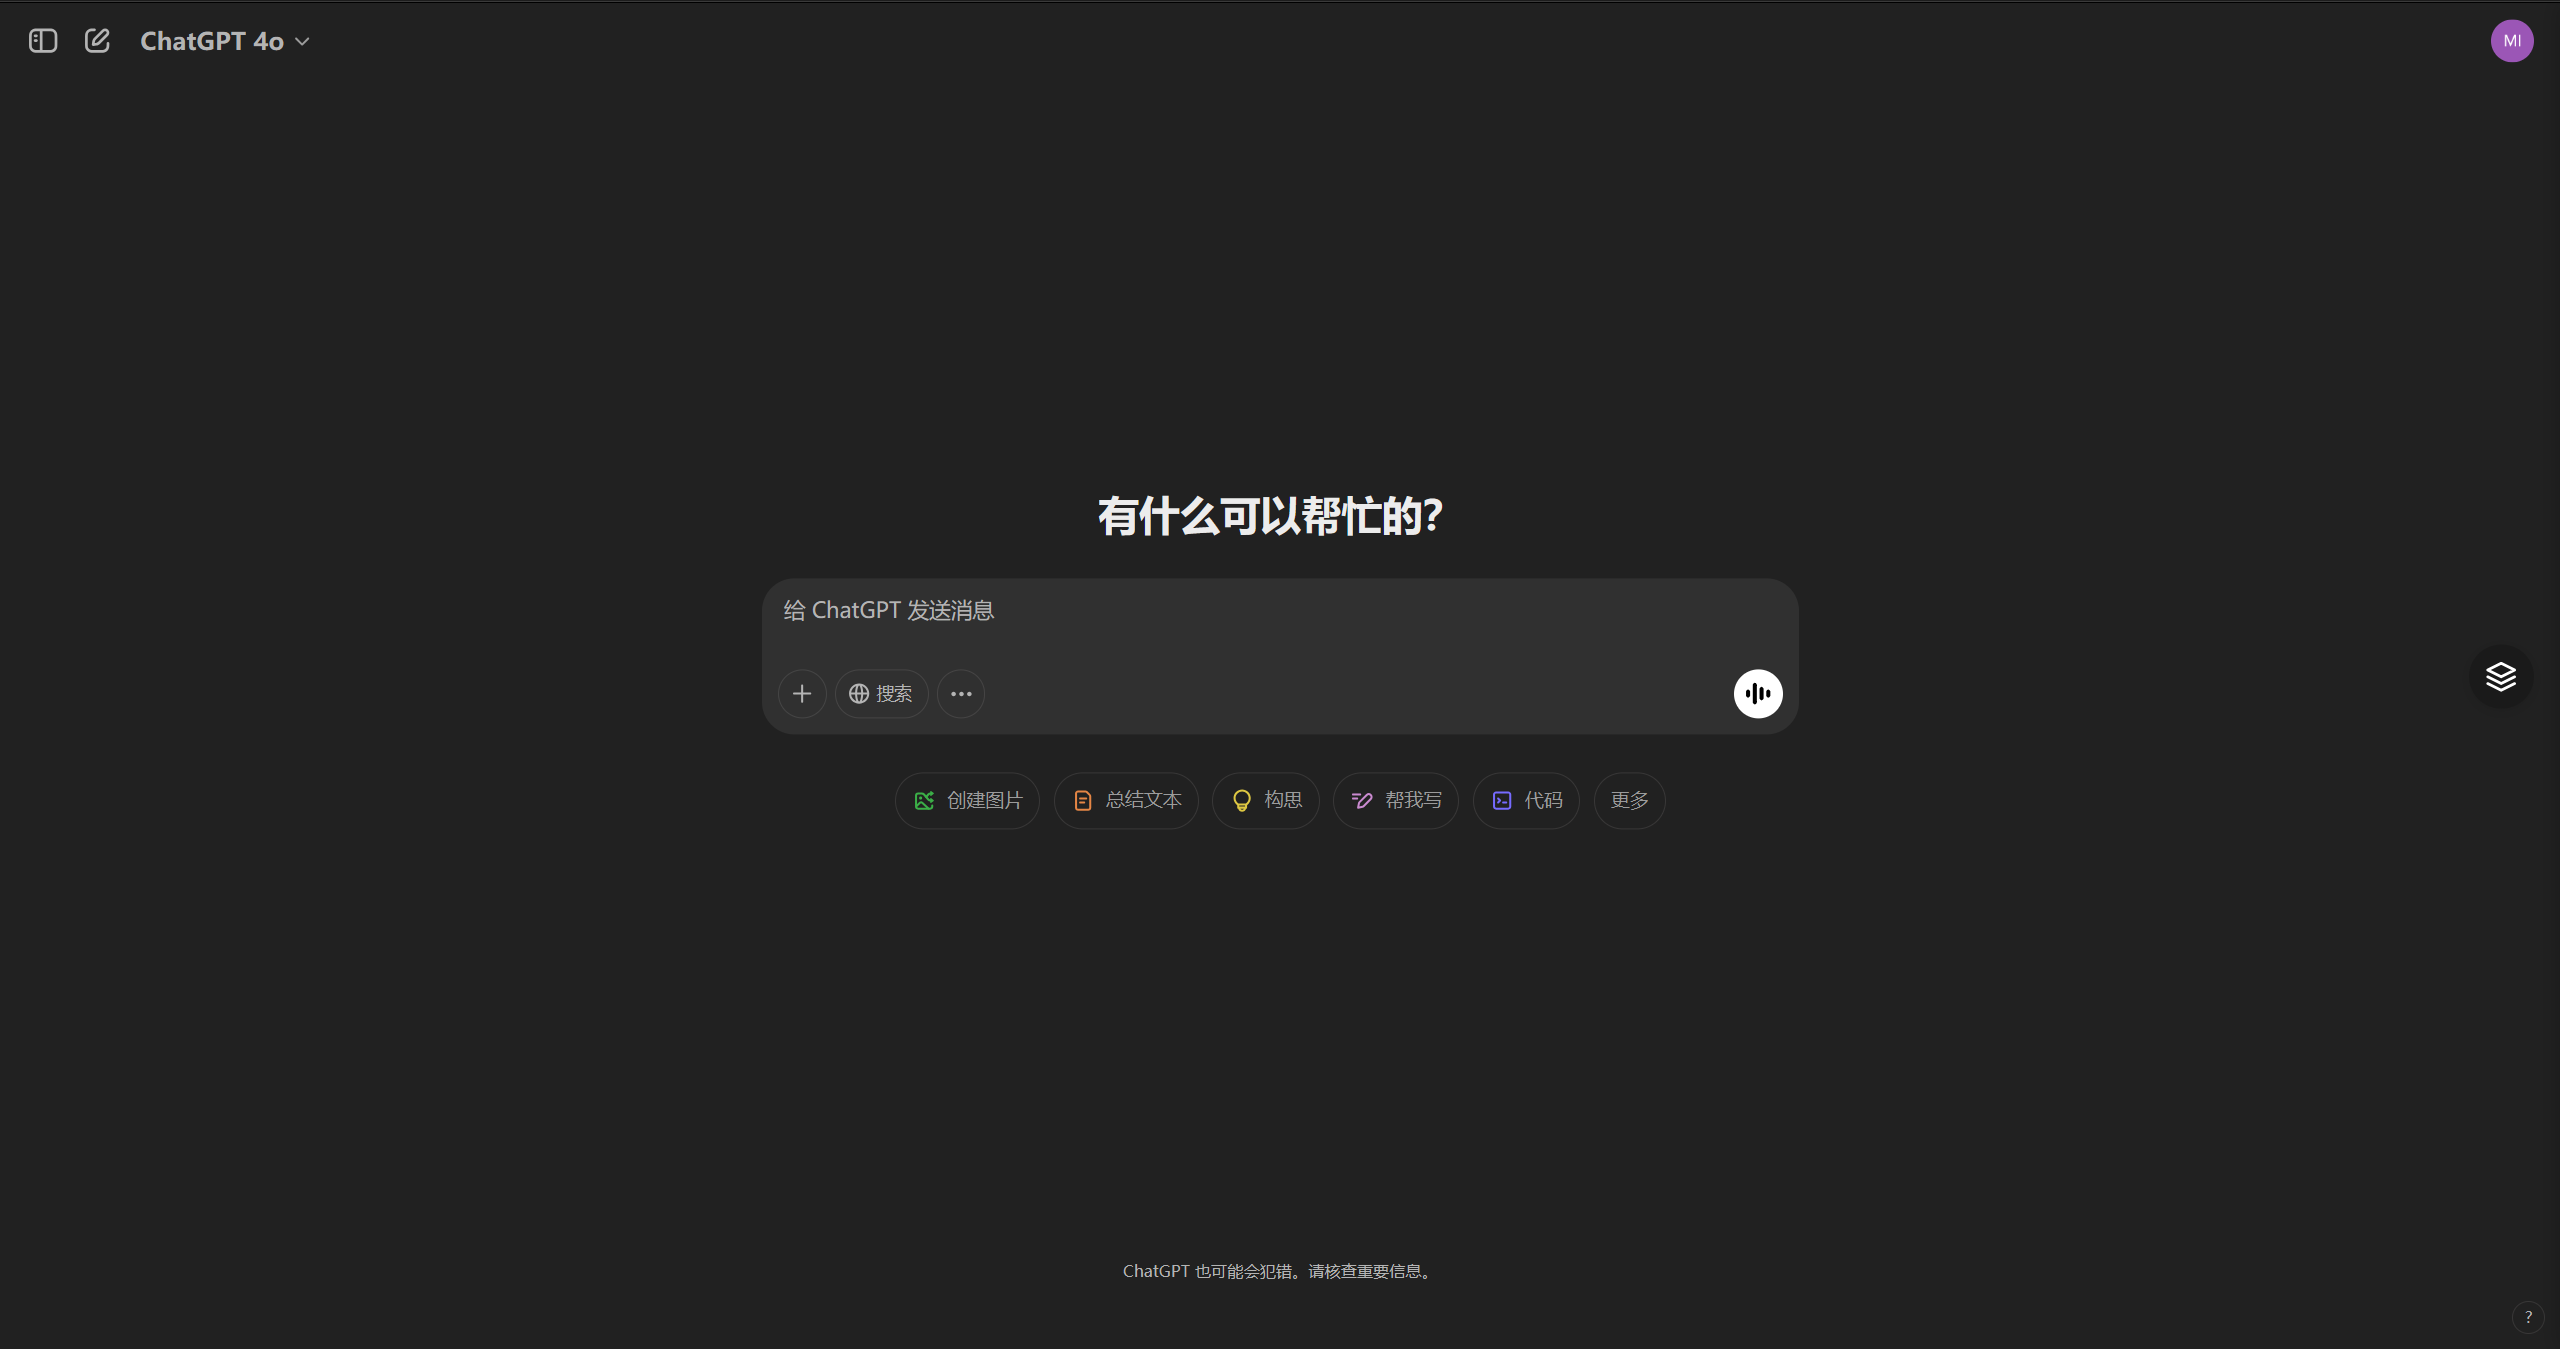 ChatGPT 4o
MI
有什么可以帮忙的？
给 ChatGPT 发送消息
搜索
创建图片
总结文本
构思
帮我写
代码
更多
ChatGPT 也可能会犯错。请核查重要信息。
?